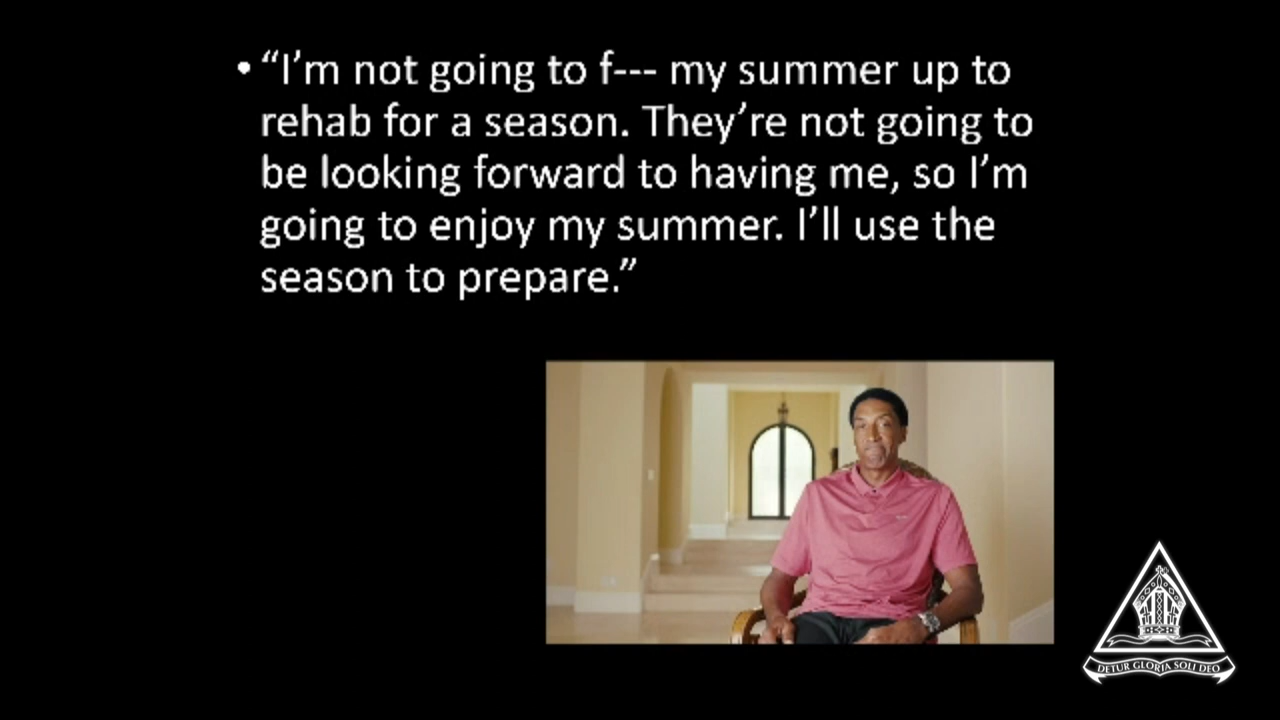 • “I’m not going to f--- my summer up to
rehab for a season. They’re not going to
be looking forward to having me, so I’m
going to enjoy my summer. I’ll use the
season to prepare.”
DETUR GLORIA SOLI DEO